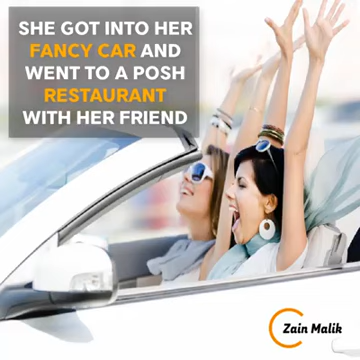 SHE GOT INTO HER
FANCY CAR AND
WENT TO A POSH
RESTAURANT
WITH HER FRIEND
Zain Malik